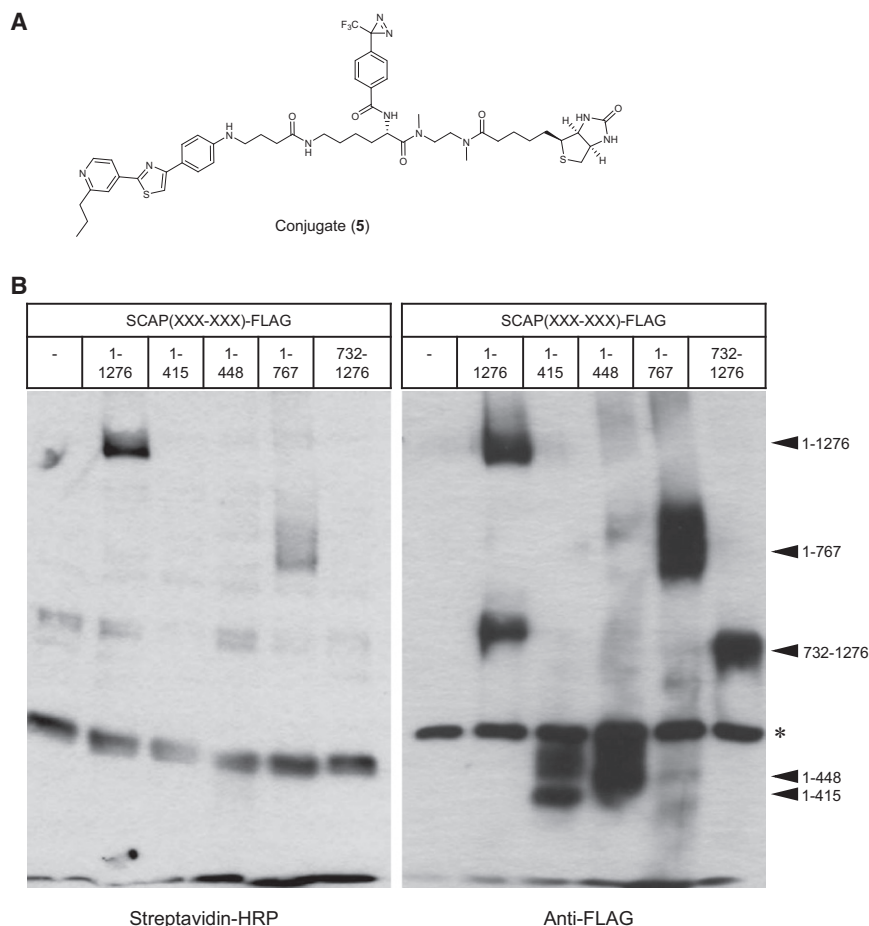 A
F₃C
N
N
O
NH
O
H
N
N
H
O
N
N
O
H
HN
O
NH
S
H
N
N
S
Conjugate (5)
B
SCAP(XXX-XXX)-FLAG
SCAP(XXX-XXX)-FLAG
-
1-
1276
1-
415
1-
448
1-
767
732-
1276
-
1-
1276
1-
415
1-
448
1-
767
732-
1276
1-1276
1-767
732-1276
*
1-448
1-415
Streptavidin-HRP
Anti-FLAG